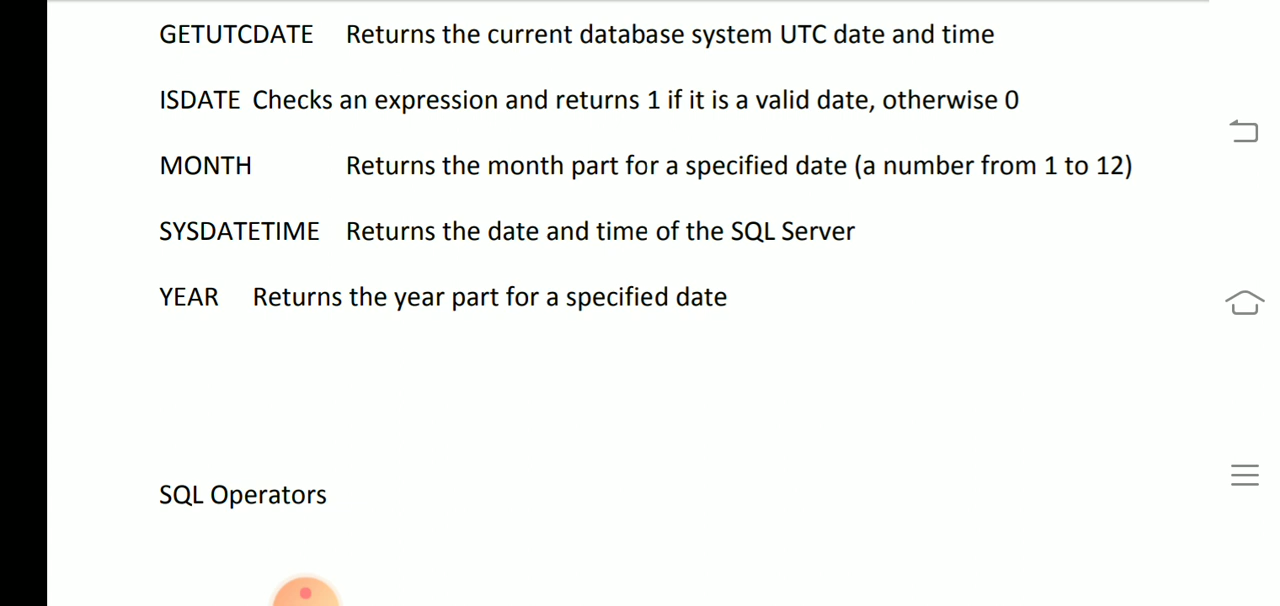 GETUTCDATE Returns the current database system UTC date and time
ISDATE Checks an expression and returns 1 if it is a valid date, otherwise 0
MONTH Returns the month part for a specified date (a number from 1 to 12)
SYSDATETIME Returns the date and time of the SQL Server
YEAR Returns the year part for a specified date
SQL Operators